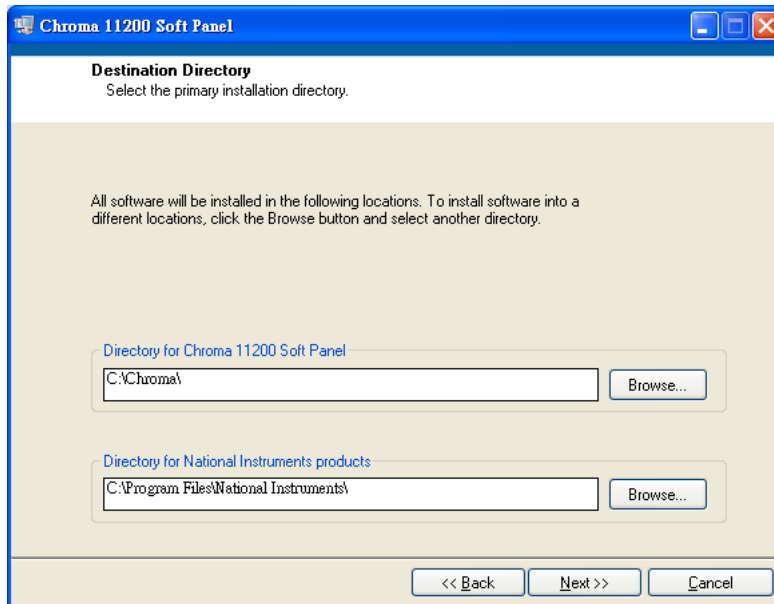 Chroma 11200 Soft Panel
Destination Directory
Select the primary installation directory.
All software will be installed in the following locations. To install software into a
different locations, click the Browse button and select another directory.
Directory for Chroma 11200 Soft Panel
C:\Chroma\
Browse...
Directory for National Instruments products
C:\Program Files\National Instruments\
Browse...
<< Back
Next >>
Cancel